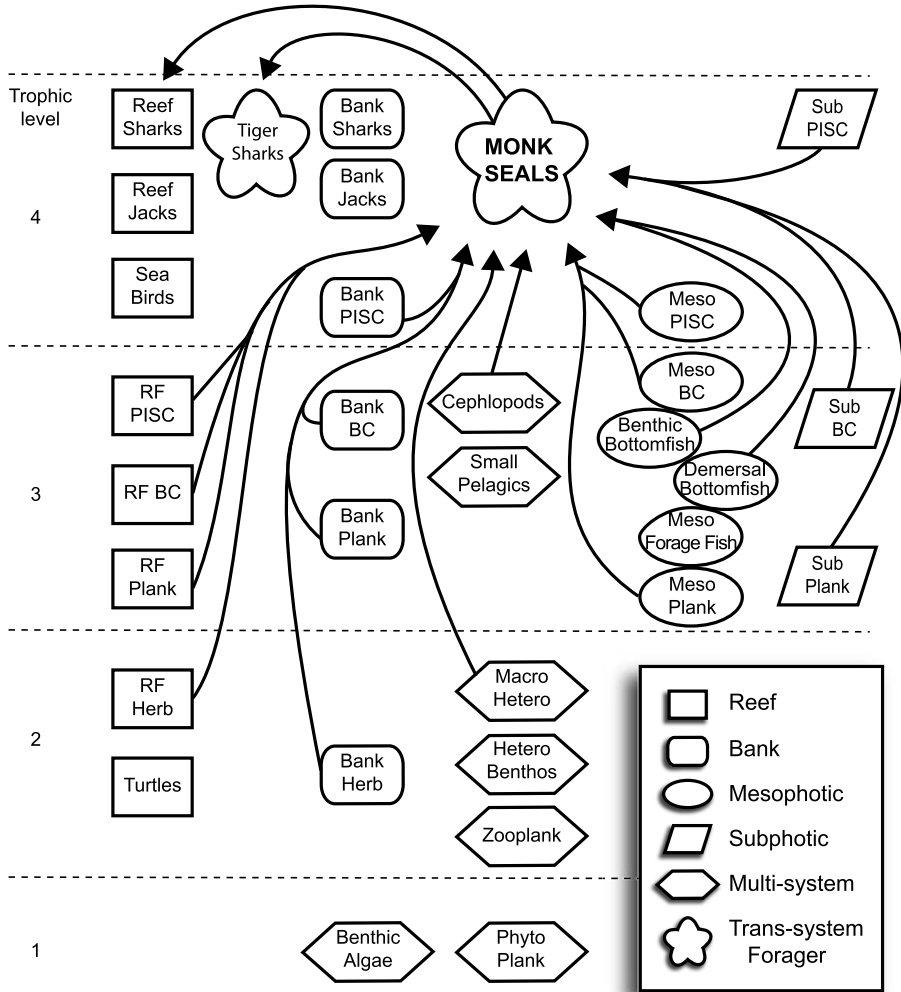 Trophic
level
4
3
2
1
Reef
Sharks
Tiger
Sharks
Bank
Sharks
MONK
SEALS
Sub
PISC
Reef
Jacks
Bank
Jacks
Sea
Birds
Bank
PISC
Meso
PISC
RF
PISC
Bank
BC
Cephlopods
Meso
BC
Sub
BC
Benthic
Bottomfish
RF BC
Small
Pelagics
Demersal
Bottomfish
Bank
Plank
Meso
Forage Fish
RF
Plank
Meso
Plank
Sub
Plank
RF
Herb
Macro
Hetero
Turtles
Bank
Herb
Hetero
Benthos
Zooplank
Benthic
Algae
Phyto
Plank
Reef
Bank
Mesophotic
Subphotic
Multi-system
Trans-system
Forager